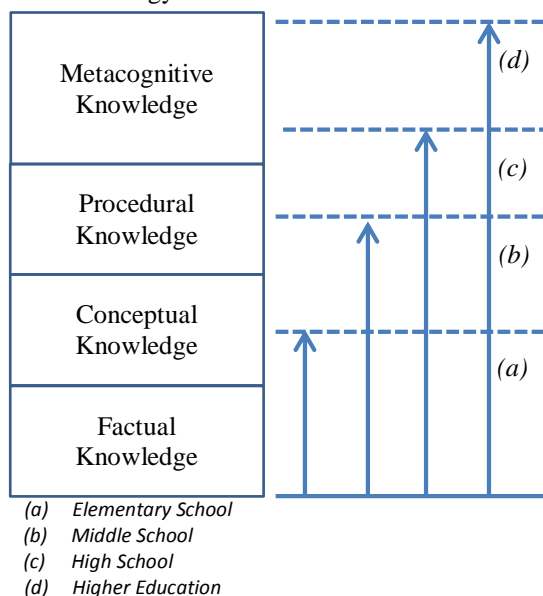 Metacognitive
Knowledge
(d)
(c)
Procedural
Knowledge
(b)
Conceptual
Knowledge
(a)
Factual
Knowledge
(a) Elementary School
(b) Middle School
(c) High School
(d) Higher Education